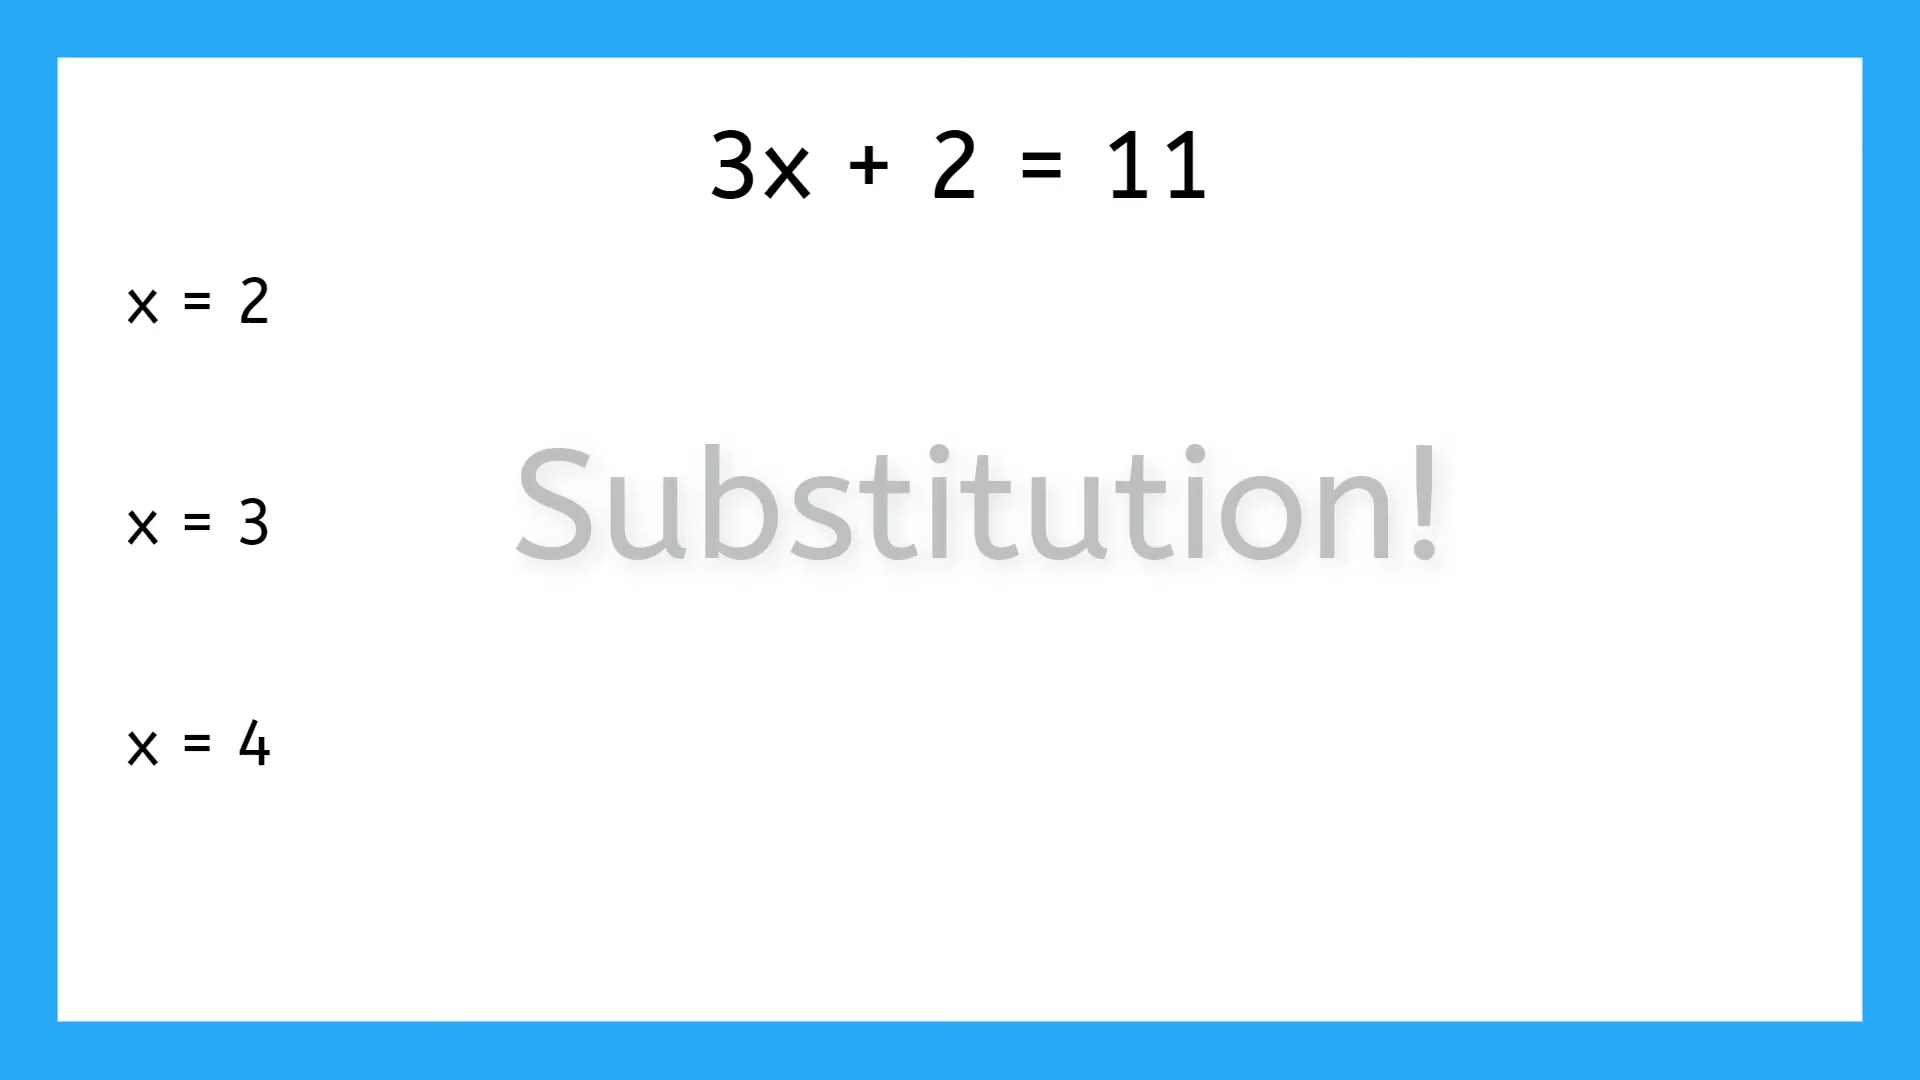 3x + 2 = 11
x = 2
Substitution!
x = 3
x = 4